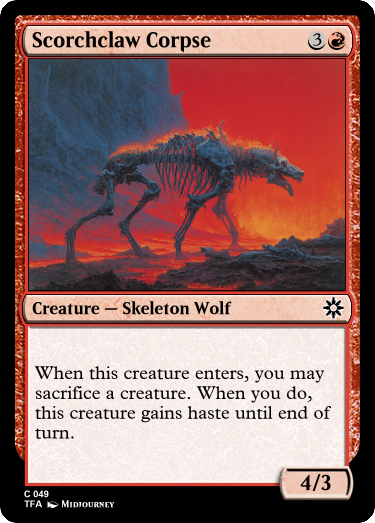 Scorchclaw Corpse 3
Creature — Skeleton Wolf
When this creature enters, you may
sacrifice a creature. When you do,
this creature gains haste until end of
turn.
4/3
C 049
TFA Midjourney